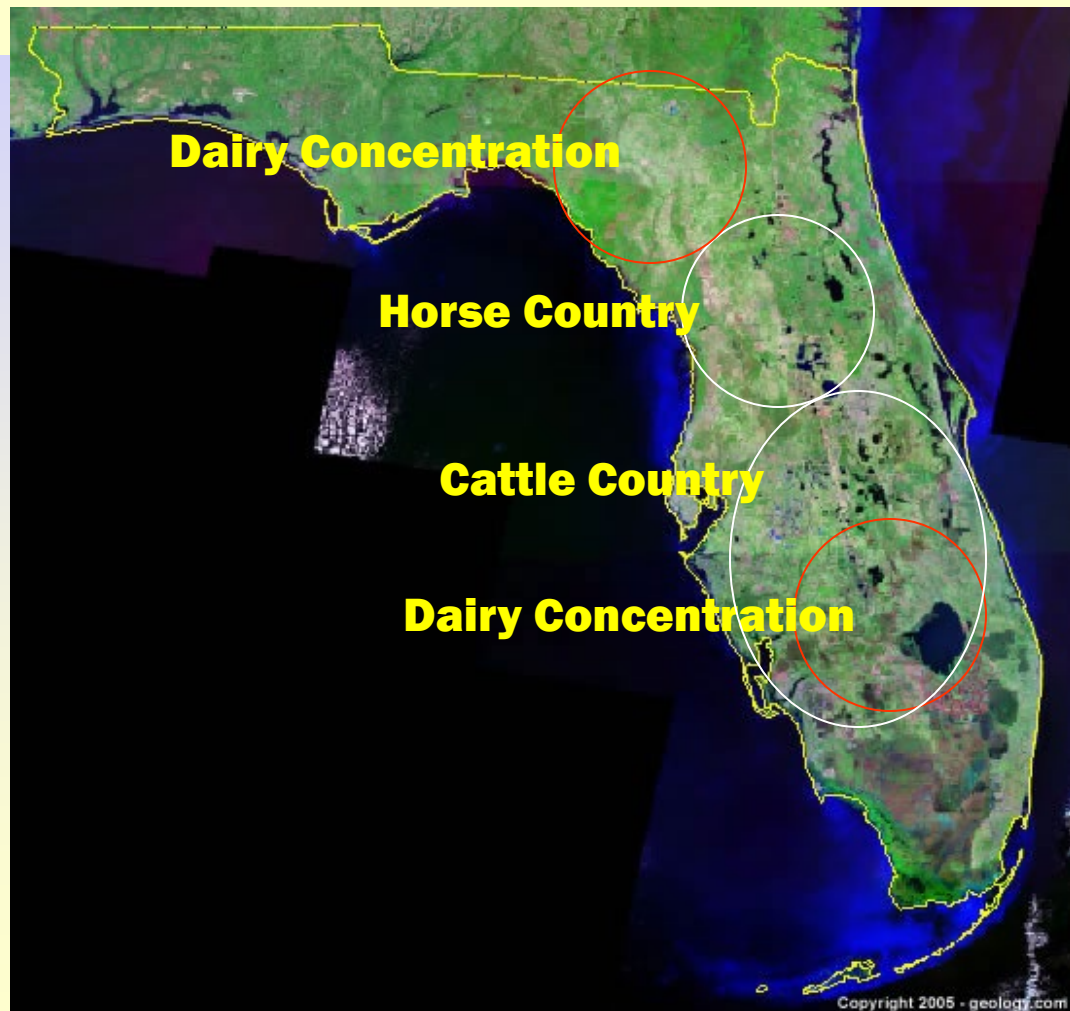 Dairy Concentration
Horse Country
Cattle Country
Dairy Concentration
Copyright 2005 - geology.com